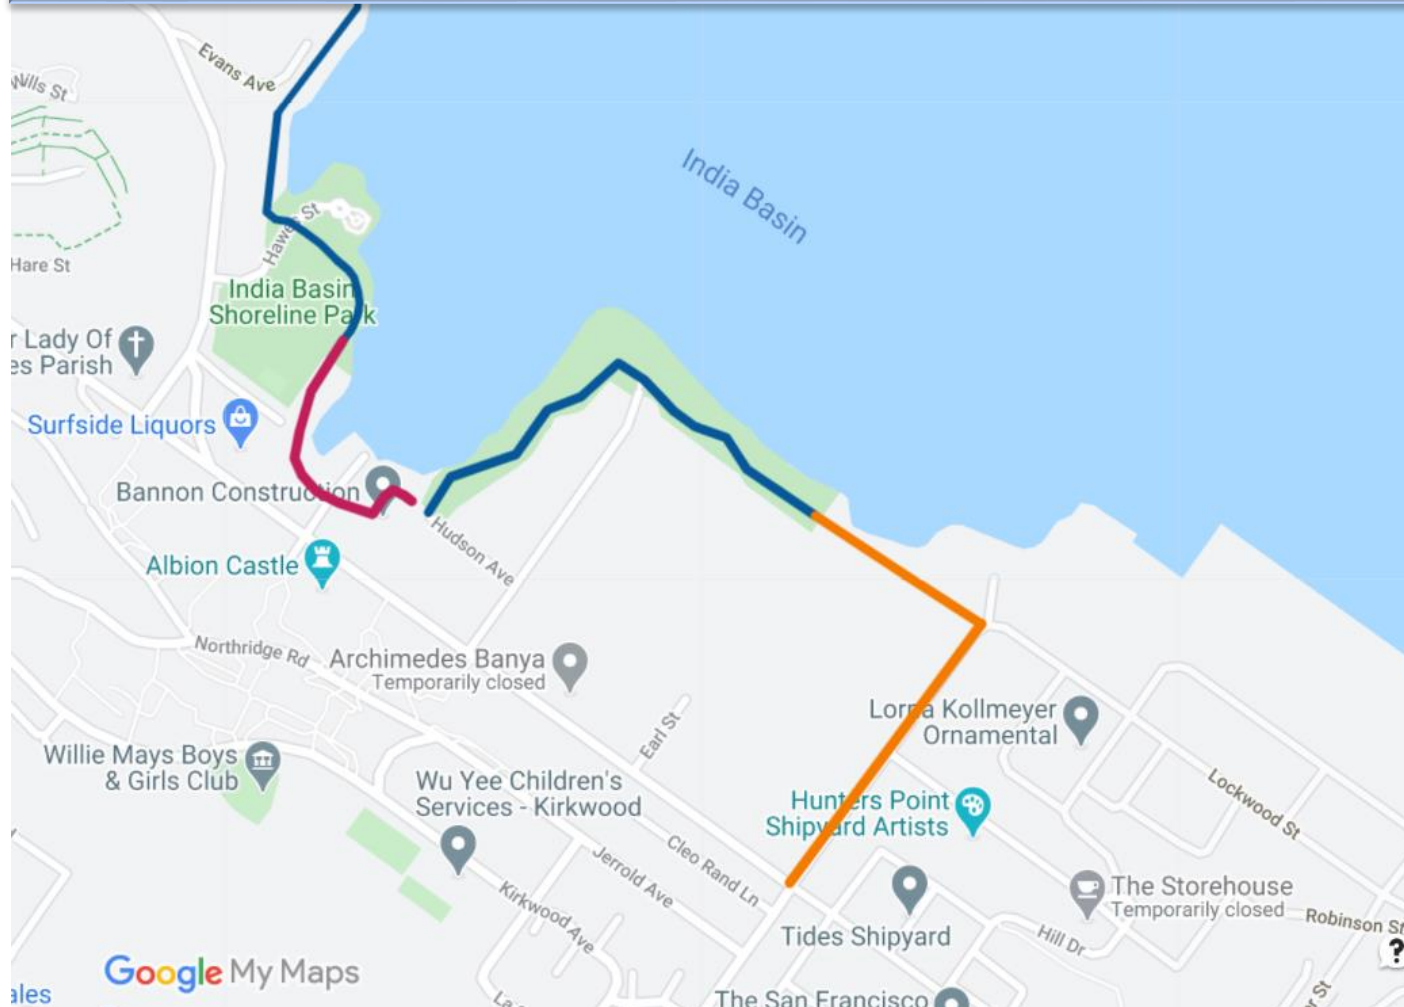 Evans Ave
Wills St
India Basin
Hawes St
Hare St
India Basin
Shoreline Park
r Lady Of
es Parish
Surfside Liquors
Bannon Construction
Hudson Ave
Albion Castle
Northridge Rd
Archimedes Banya
Temporarily closed
Earl St
Lorna Kollmeyer
Ornamental
Willie Mays Boys
& Girls Club
Wu Yee Children's
Services - Kirkwood
Hunters Point
Shipyard Artists
Lockwood St
Cleo Rand Ln
Jerrold Ave
Kirkwood Ave
The Storehouse
Temporarily closed
Robinson St
Tides Shipyard
Hill Dr
Google My Maps
?
ales
La
The San Francisco
r St